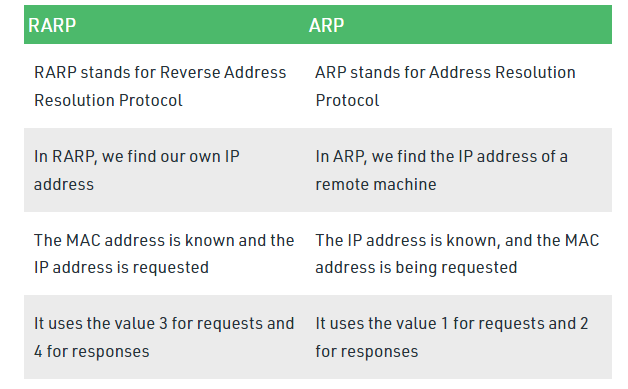 RARP ARP
RARP stands for Reverse Address
Resolution Protocol
ARP stands for Address Resolution
Protocol
In RARP, we find our own IP
address
In ARP, we find the IP address of a
remote machine
The MAC address is known and the
IP address is requested
The IP address is known, and the MAC
address is being requested
It uses the value 3 for requests and
4 for responses
It uses the value 1 for requests and 2
for responses